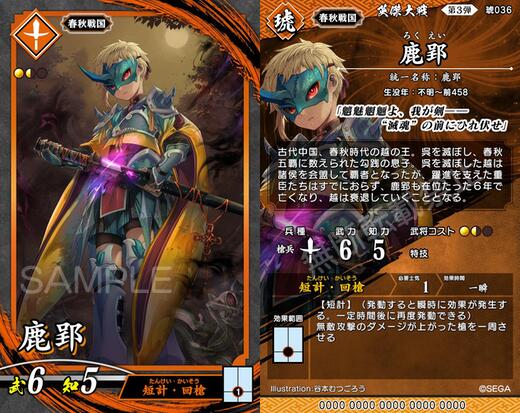 春秋戦国
SAMPLE
鹿郢
武6 知5
たんけい・かいそう
短計・回槍
1
琥
春秋戦国
英傑大戦
第3弾
琥036
ろくえい
鹿郢
統一名称：鹿郢
生没年：不明～前458
「魑魅魍魎よ、我が剣――
“滅魂”の前にひれ伏せ」
古代中国、春秋時代の越の王。呉を滅ぼし、春秋
五覇に数えられた勾践の息子。呉を滅ぼした越は
諸侯を会盟して覇者となったが、躍進を支えた重
臣たちはすでにおらず、鹿郢も在位たった6年で
亡くなり、越は衰退していくこととなる。
兵種 武力 知力 武将コスト
槍兵 6 5 特技
たんけい・かいそう
短計・回槍
必要士気
1
効果時間
一瞬
効果範囲
【短計】（発動すると瞬時に効果が発生す
る。一定時間後に再度発動できる）
無敵攻撃のダメージが上がった槍を一周さ
せる
Illustration:谷本むつごろう
©SEGA
0000 0000 0000 0000 0000